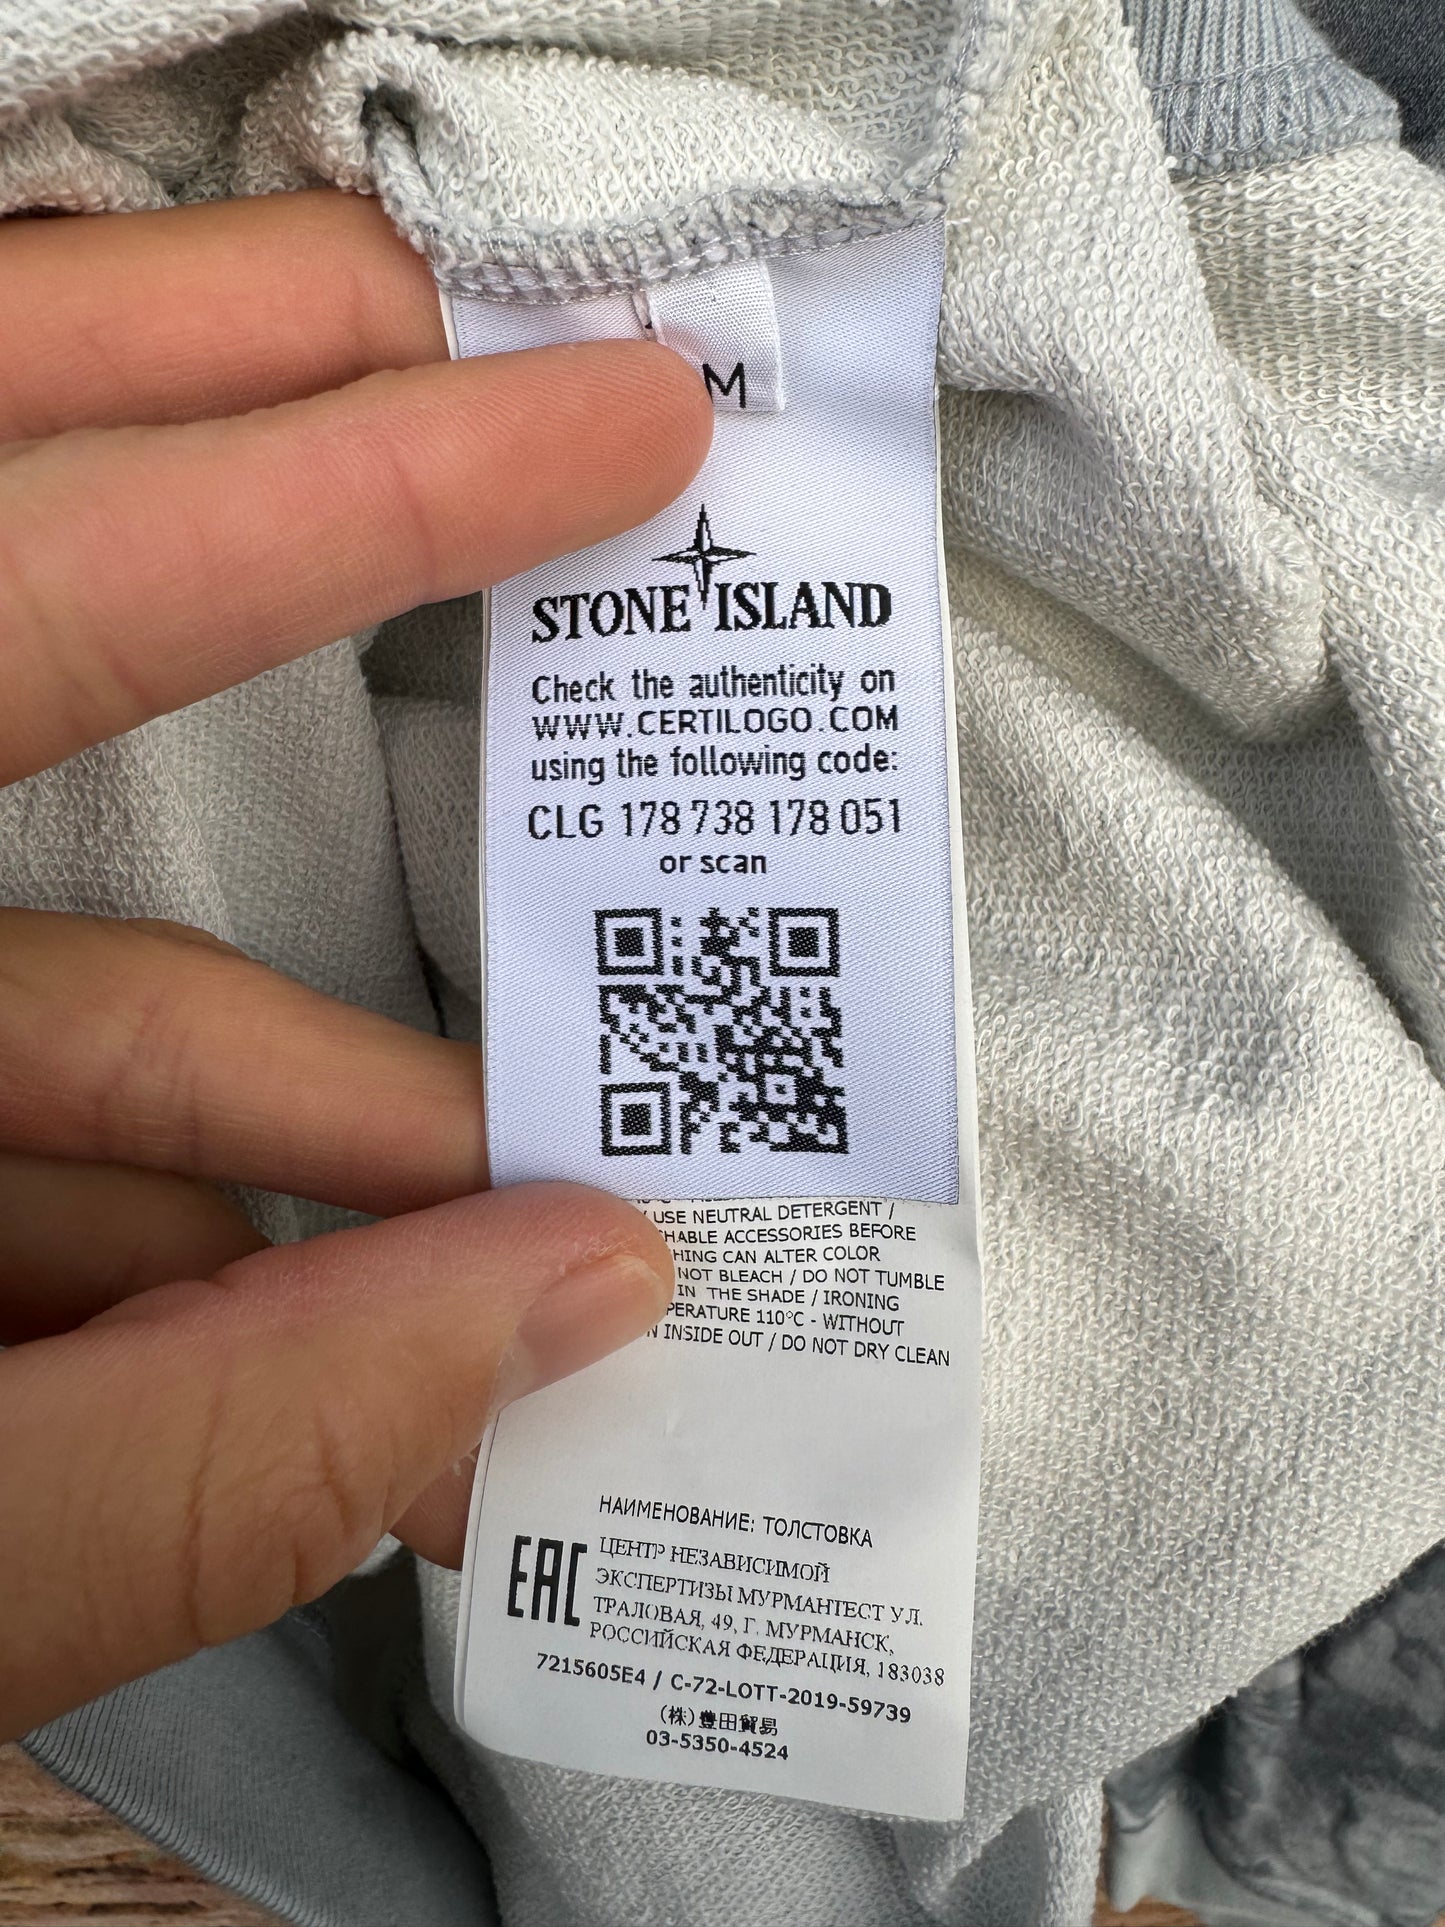 M
STONE ISLAND
Check the authenticity on
WWW.CERTILOGO.COM
using the following code:
CLG 178 738 178 051
or scan
USE NEUTRAL DETERGENT /
ACCESSORIES BEFORE
CAN ALTER COLOR
NOT BLEACH / DO NOT TUMBLE
IN THE SHADE / IRONING
110°C - WITHOUT
INSIDE OUT / DO NOT DRY CLEAN
НАИМЕНОВАНИЕ: ТОЛСТОВКА
EAC
ЦЕНТР НЕЗАВИСИМОЙ
ЭКСПЕРТИЗЫ МУРМАНТЕСТ УЛ.
ТРАЛОВАЯ, 49, Г. МУРМАНСК,
РОССИЙСКАЯ ФЕДЕРАЦИЯ, 183038
7215605E4 / C-72-LOTT-2019-59739
(株)豊田貿易
03-5350-4524